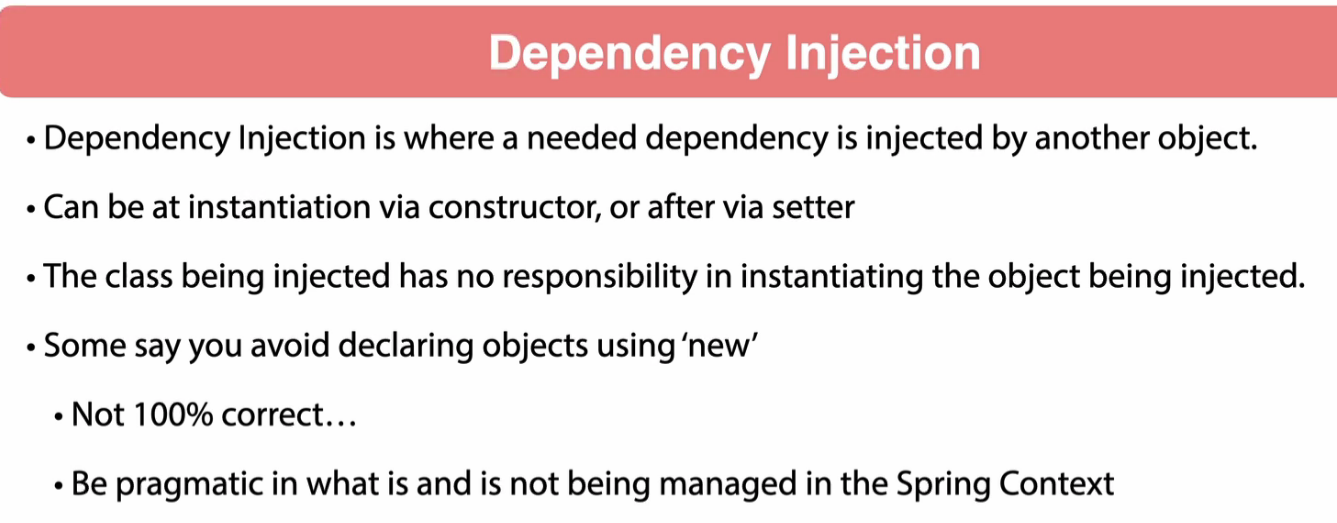 Dependency Injection
• Dependency Injection is where a needed dependency is injected by another object.
• Can be at instantiation via constructor, or after via setter
• The class being injected has no responsibility in instantiating the object being injected.
• Some say you avoid declaring objects using ‘new’
• Not 100% correct…
• Be pragmatic in what is and is not being managed in the Spring Context